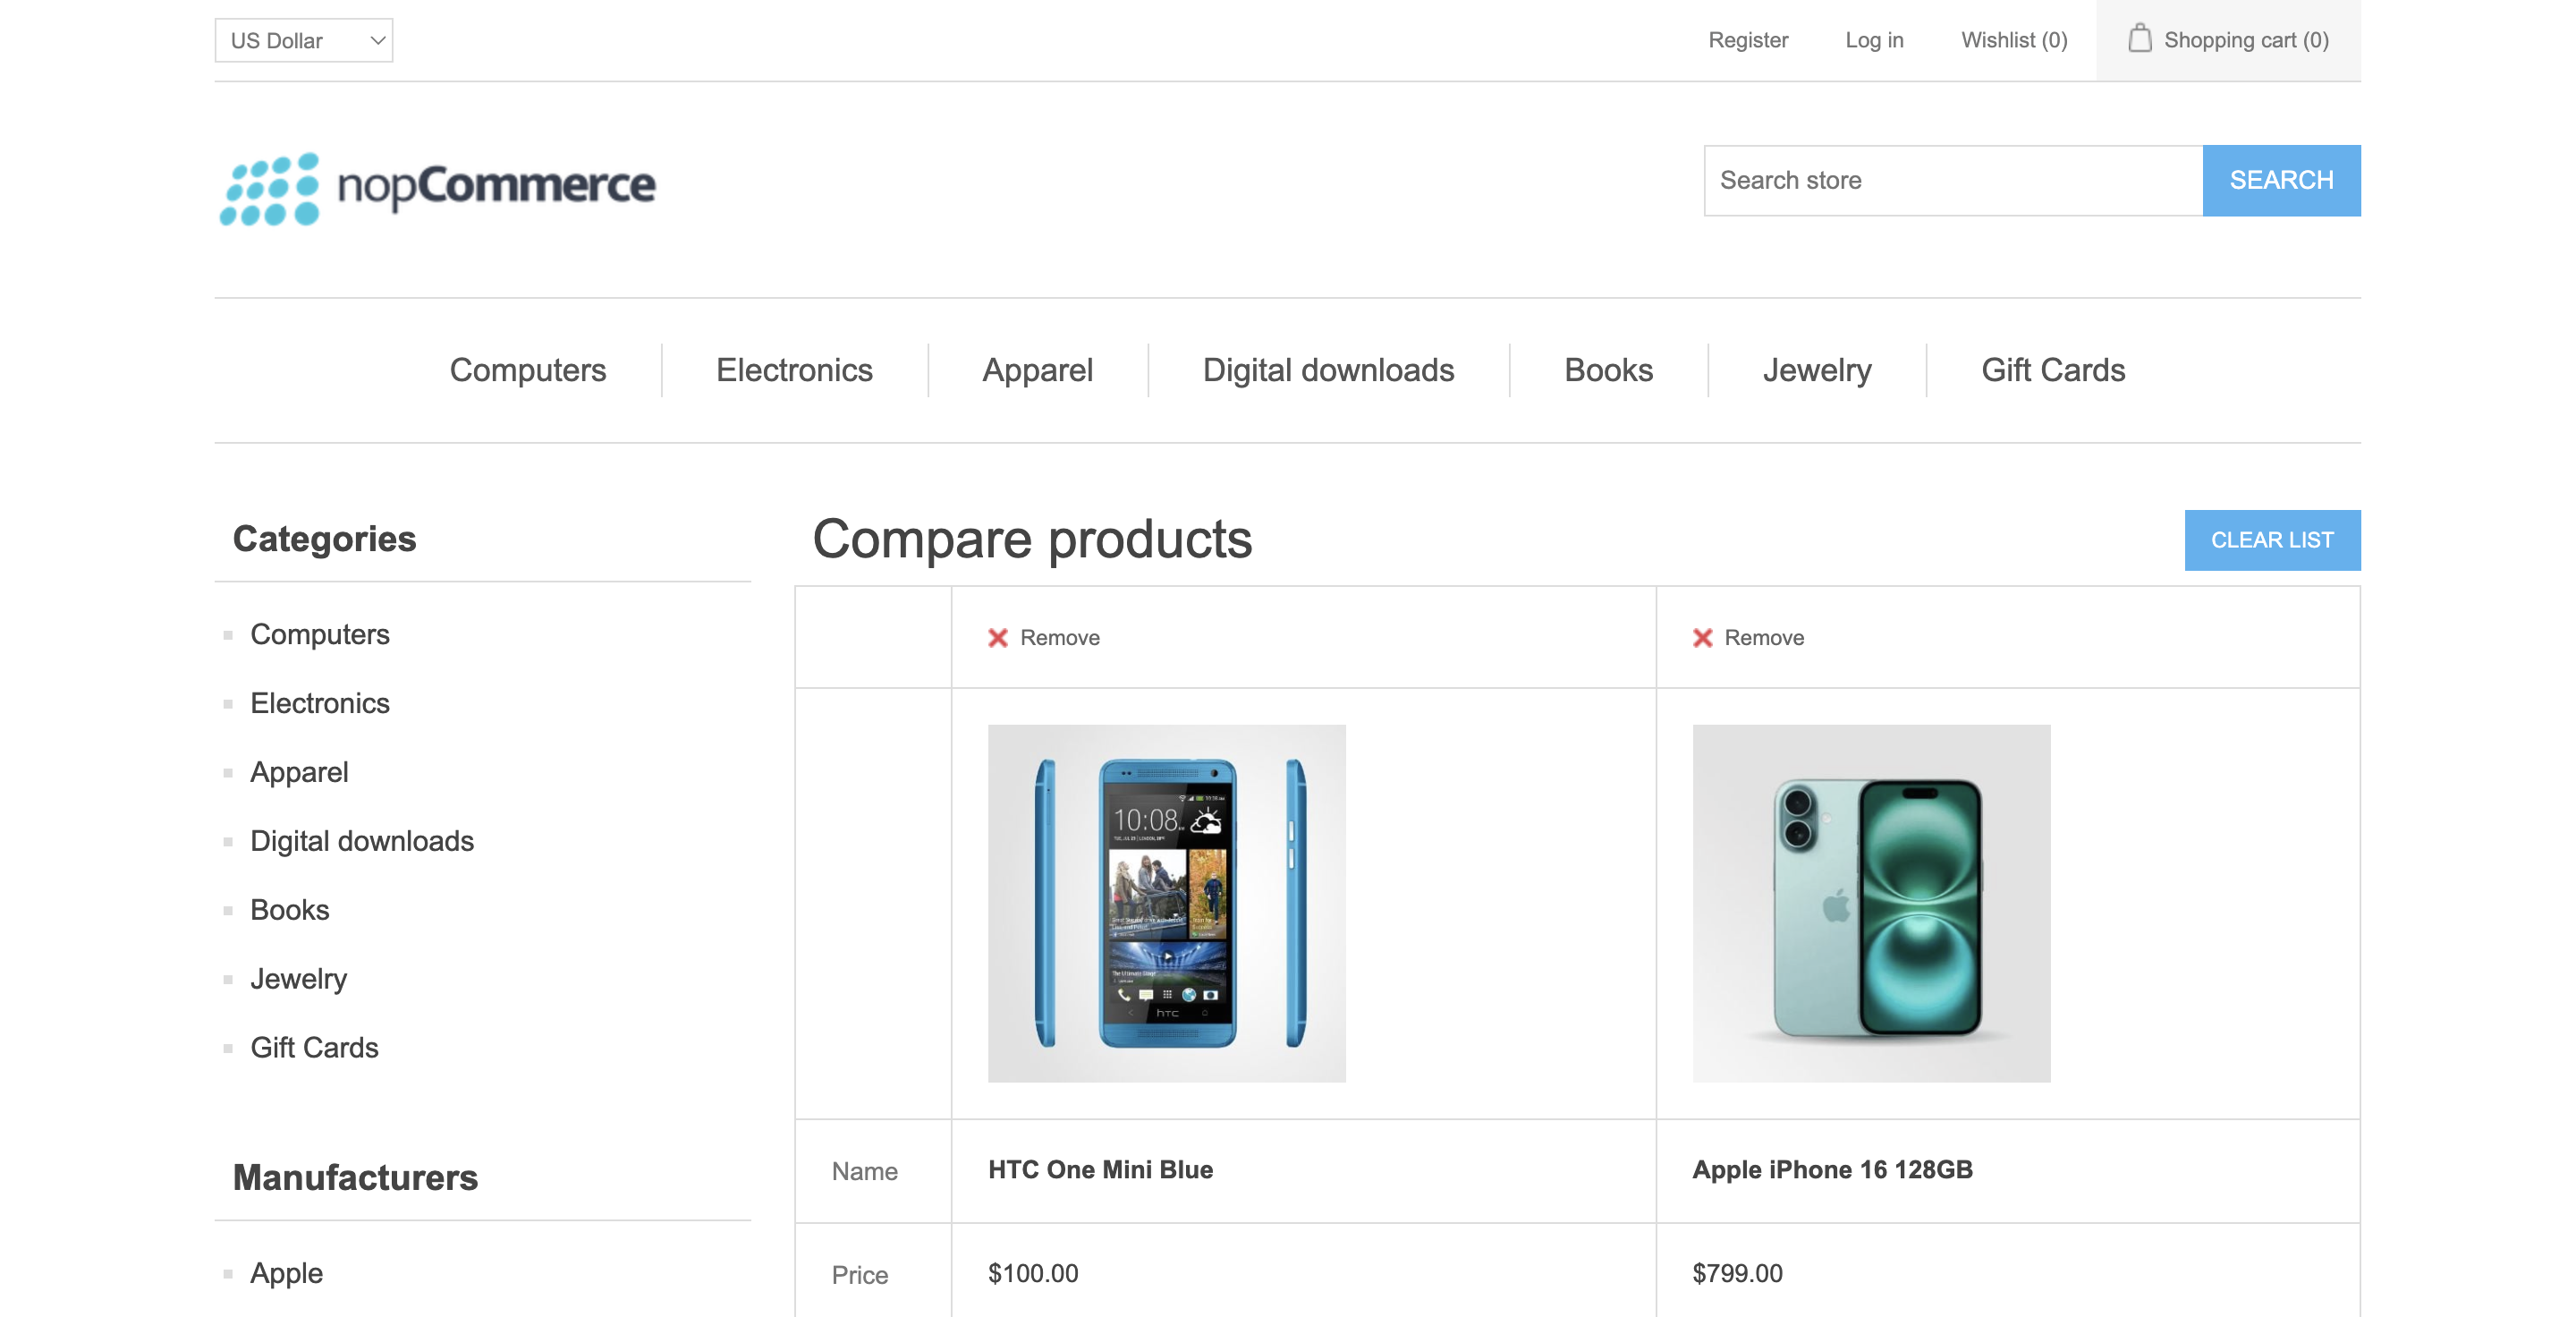 US Dollar
Register
Log in
Wishlist (0)
Shopping cart (0)
nopCommerce
Search store
SEARCH
Computers
Electronics
Apparel
Digital downloads
Books
Jewelry
Gift Cards
Categories
Computers
Electronics
Apparel
Digital downloads
Books
Jewelry
Gift Cards
Manufacturers
Apple
Compare products
CLEAR LIST
Remove
Remove
10:08
htc
Name
HTC One Mini Blue
Apple iPhone 16 128GB
Price
$100.00
$799.00